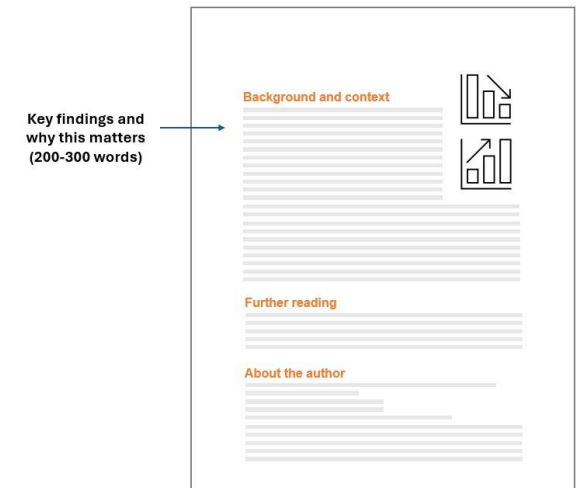 Background and context
Key findings and
why this matters
(200-300 words)
Further reading
About the author